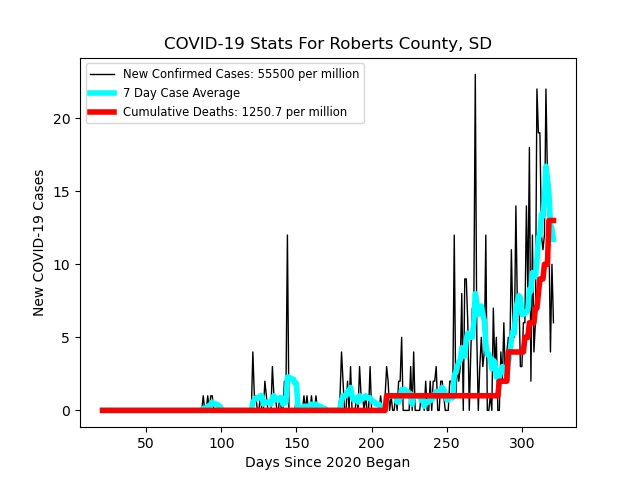 COVID-19 Stats For Roberts County, SD
New Confirmed Cases: 55500 per million
7 Day Case Average
Cumulative Deaths: 1250.7 per million
New COVID-19 Cases
20
15
10
5
0
50 100 150 200 250 300
Days Since 2020 Began